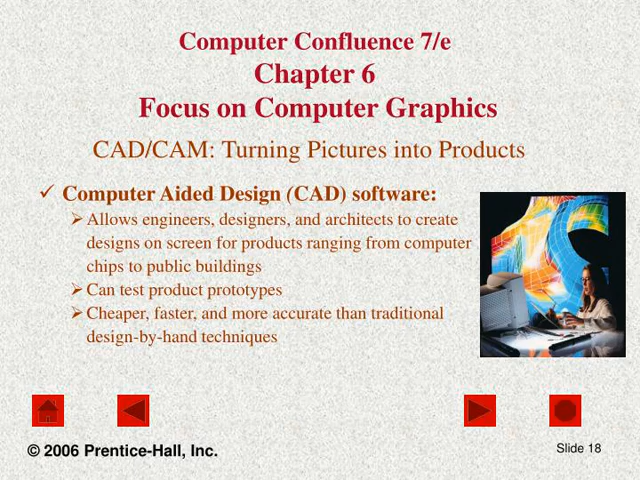 Computer Confluence 7/e
Chapter 6
Focus on Computer Graphics
CAD/CAM: Turning Pictures into Products
✓ Computer Aided Design (CAD) software:
➢ Allows engineers, designers, and architects to create
designs on screen for products ranging from computer
chips to public buildings
➢ Can test product prototypes
➢ Cheaper, faster, and more accurate than traditional
design-by-hand techniques
© 2006 Prentice-Hall, Inc.
Slide 18